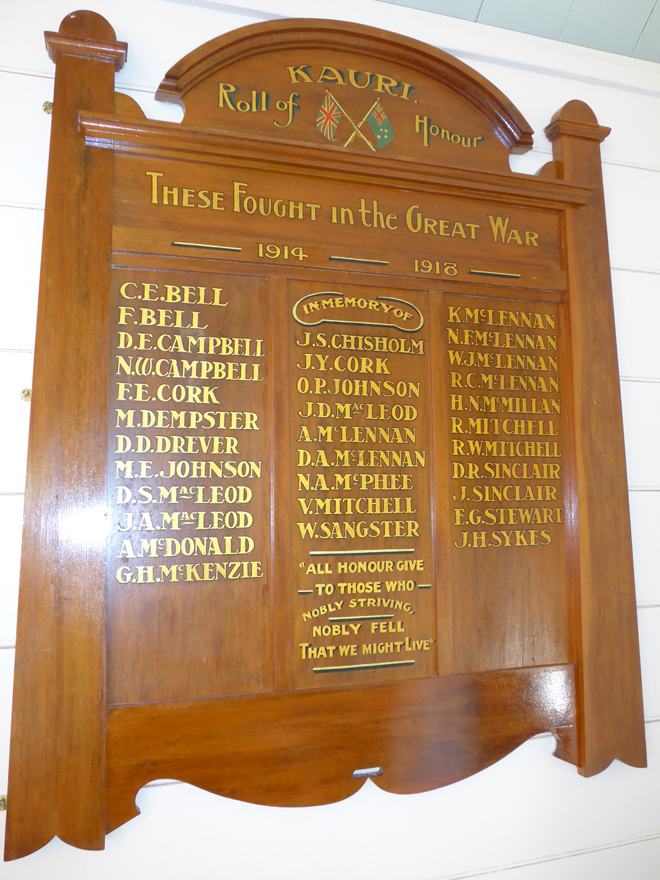 KAURI.
Roll of Honour
THESE FOUGHT IN THE GREAT WAR
1914 1918
C.E.BELL
F.BELL
D.E.CAMPBELL
N.W.CAMPBELL
F.E.CORK
M.DEMPSTER
D.D.DREVER
M.E.JOHNSON
D.S.MACLEOD
J.A.MACLEOD
A.MCDONALD
G.H.MCKENZIE
IN MEMORY OF
J.S.CHISHOLM
J.Y.CORK
O.P.JOHNSON
J.D.MACLEOD
A.MCLENNAN
D.A.MCLENNAN
N.A.MCPHEE
V.MITCHELL
W.SANGSTER
"ALL HONOUR GIVE
— TO THOSE WHO —
NOBLY STRIVING,
NOBLY FELL
THAT WE MIGHT LIVE"
K.MCLENNAN
N.F.MCLENNAN
W.J.MCLENNAN
R.C.MCLENNAN
H.N.MCMILLAN
R.MITCHELL
R.W.MITCHELL
D.R.SINCLAIR
J.SINCLAIR
E.G.STEWART
J.H.SYKES